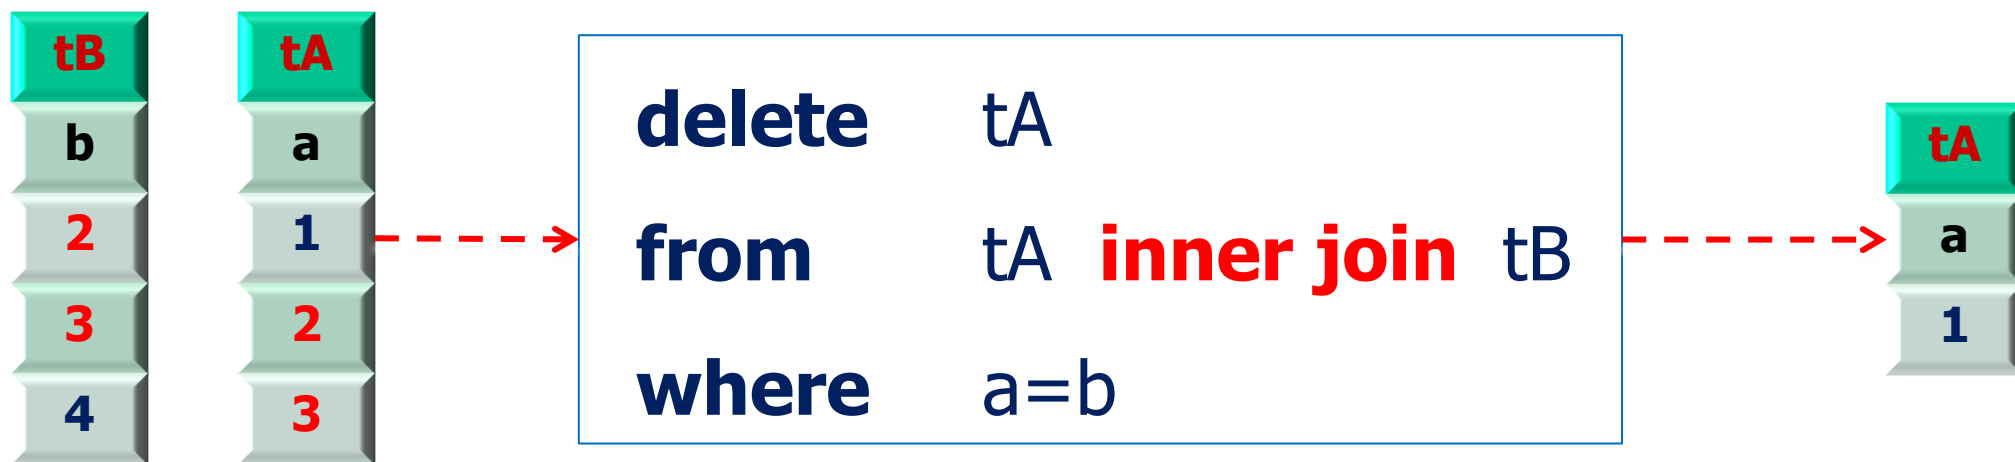 tB
b
2
3
4
tA
a
1
2
3
delete tA
from tA inner join tB
where a=b
tA
a
1